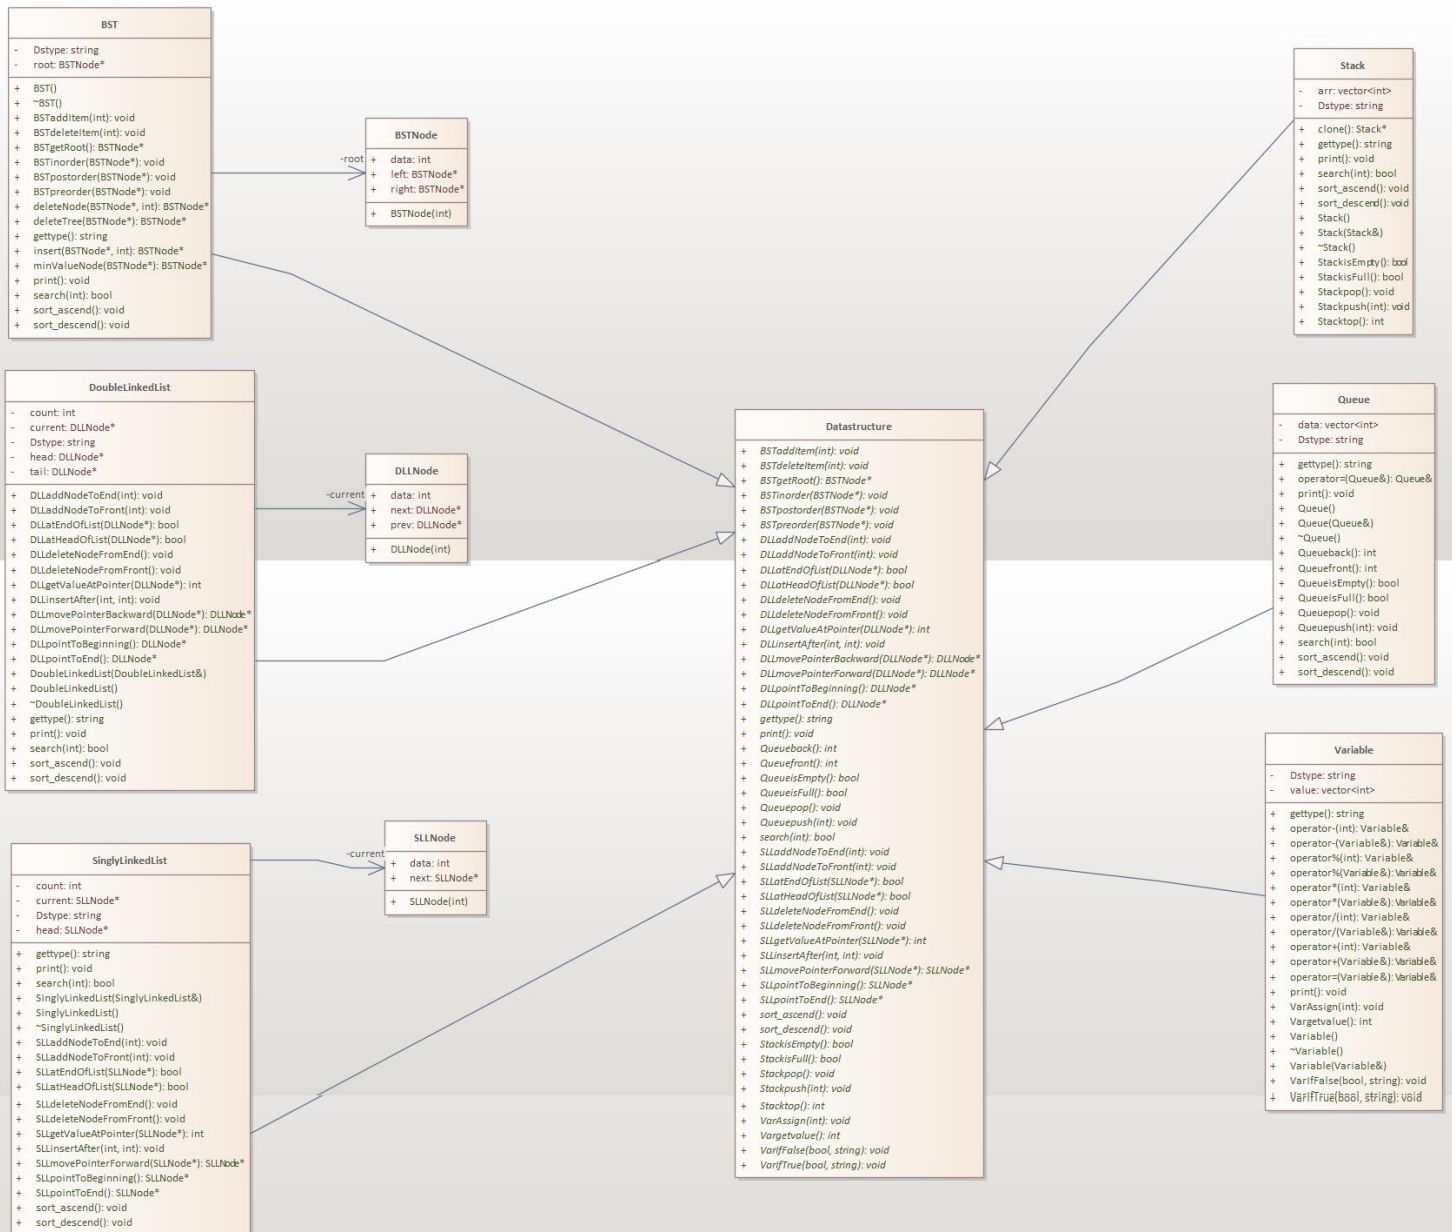 BST
- Dstype: string
- root: BSTNode*
+ BST()
+ ~BST()
+ BSTaddItem(int): void
+ BSTdeleteItem(int): void
+ BSTgetRoot(): BSTNode*
+ BSTinorder(BSTNode*): void
+ BSTpostorder(BSTNode*): void
+ BSTpreorder(BSTNode*): void
+ deleteNode(BSTNode*, int): BSTNode*
+ deleteTree(BSTNode*): BSTNode*
+ gettype(): string
+ insert(BSTNode*, int): BSTNode*
+ minValueNode(BSTNode*): BSTNode*
+ print(): void
+ search(int): bool
+ sort_ascend(): void
+ sort_descend(): void
-root
BSTNode
+ data: int
+ left: BSTNode*
+ right: BSTNode*
+ BSTNode(int)
DoubleLinkedList
- count: int
- current: DLLNode*
- Dstype: string
- head: DLLNode*
- tail: DLLNode*
+ DLLaddNodeToEnd(int): void
+ DLLaddNodeToFront(int): void
+ DLLatEndOfList(DLLNode*): bool
+ DLLatHeadOfList(DLLNode*): bool
+ DLLdeleteNodeFromEnd(): void
+ DLLdeleteNodeFromFront(): void
+ DLLgetValueAtPointer(DLLNode*): int
+ DLLinsertAfter(int, int): void
+ DLLmovePointerBackward(DLLNode*): DLLNode*
+ DLLmovePointerForward(DLLNode*): DLLNode*
+ DLLpointToBeginning(): DLLNode*
+ DLLpointToEnd(): DLLNode*
+ DoubleLinkedList(DoubleLinkedList&)
+ DoubleLinkedList()
+ ~DoubleLinkedList()
+ gettype(): string
+ print(): void
+ search(int): bool
+ sort_ascend(): void
+ sort_descend(): void
-current
DLLNode
+ data: int
+ next: DLLNode*
+ prev: DLLNode*
+ DLLNode(int)
SinglyLinkedList
- count: int
- current: SLLNode*
- Dstype: string
- head: SLLNode*
+ gettype(): string
+ print(): void
+ search(int): bool
+ SinglyLinkedList(SinglyLinkedList&)
+ SinglyLinkedList()
+ ~SinglyLinkedList()
+ SLLaddNodeToEnd(int): void
+ SLLaddNodeToFront(int): void
+ SLLatEndOfList(SLLNode*): bool
+ SLLatHeadOfList(SLLNode*): bool
+ SLLdeleteNodeFromEnd(): void
+ SLLdeleteNodeFromFront(): void
+ SLLgetValueAtPointer(SLLNode*): int
+ SLLinsertAfter(int, int): void
+ SLLmovePointerForward(SLLNode*): SLLNode*
+ SLLpointToBeginning(): SLLNode*
+ SLLpointToEnd(): SLLNode*
+ sort_ascend(): void
+ sort_descend(): void
-current
SLLNode
+ data: int
+ next: SLLNode*
+ SLLNode(int)
Datastructure
+ BSTaddItem(int): void
+ BSTdeleteItem(int): void
+ BSTgetRoot(): BSTNode*
+ BSTinorder(BSTNode*): void
+ BSTpostorder(BSTNode*): void
+ BSTpreorder(BSTNode*): void
+ DLLaddNodeToEnd(int): void
+ DLLaddNodeToFront(int): void
+ DLLatEndOfList(DLLNode*): bool
+ DLLatHeadOfList(DLLNode*): bool
+ DLLdeleteNodeFromEnd(): void
+ DLLdeleteNodeFromFront(): void
+ DLLgetValueAtPointer(DLLNode*): int
+ DLLinsertAfter(int, int): void
+ DLLmovePointerBackward(DLLNode*): DLLNode*
+ DLLmovePointerForward(DLLNode*): DLLNode*
+ DLLpointToBeginning(): DLLNode*
+ DLLpointToEnd(): DLLNode*
+ gettype(): string
+ print(): void
+ Queueback(): int
+ Queuefront(): int
+ QueueisEmpty(): bool
+ QueueisFull(): bool
+ Queuepop(): void
+ Queuepush(int): void
+ search(int): bool
+ SLLaddNodeToEnd(int): void
+ SLLaddNodeToFront(int): void
+ SLLatEndOfList(SLLNode*): bool
+ SLLatHeadOfList(SLLNode*): bool
+ SLLdeleteNodeFromEnd(): void
+ SLLdeleteNodeFromFront(): void
+ SLLgetValueAtPointer(SLLNode*): int
+ SLLinsertAfter(int, int): void
+ SLLmovePointerForward(SLLNode*): SLLNode*
+ SLLpointToBeginning(): SLLNode*
+ SLLpointToEnd(): SLLNode*
+ sort_ascend(): void
+ sort_descend(): void
+ StackisEmpty(): bool
+ StackisFull(): bool
+ Stackpop(): void
+ Stackpush(int): void
+ Stacktop(): int
+ VarAssign(int): void
+ Vargetvalue(): int
+ VarIfFalse(bool, string): void
+ VarIfTrue(bool, string): void
Stack
- arr: vector<int>
- Dstype: string
+ clone(): Stack*
+ gettype(): string
+ print(): void
+ search(int): bool
+ sort_ascend(): void
+ sort_descend(): void
+ Stack()
+ Stack(Stack&)
+ ~Stack()
+ StackisEmpty(): bool
+ StackisFull(): bool
+ Stackpop(): void
+ Stackpush(int): void
+ Stacktop(): int
Queue
- data: vector<int>
- Dstype: string
+ gettype(): string
+ operator=(Queue&): Queue&
+ print(): void
+ Queue()
+ Queue(Queue&)
+ ~Queue()
+ Queueback(): int
+ Queuefront(): int
+ QueueisEmpty(): bool
+ QueueisFull(): bool
+ Queuepop(): void
+ Queuepush(int): void
+ search(int): bool
+ sort_ascend(): void
+ sort_descend(): void
Variable
- Dstype: string
- value: vector<int>
+ gettype(): string
+ operator-(int): Variable&
+ operator-(Variable&): Variable&
+ operator%(int): Variable&
+ operator%(Variable&): Variable&
+ operator*(int): Variable&
+ operator*(Variable&): Variable&
+ operator/(int): Variable&
+ operator/(Variable&): Variable&
+ operator+(int): Variable&
+ operator+(Variable&): Variable&
+ operator=(Variable&): Variable&
+ print(): void
+ VarAssign(int): void
+ Vargetvalue(): int
+ Variable()
+ ~Variable()
+ Variable(Variable&)
+ VarIfFalse(bool, string): void
+ VarIfTrue(bool, string): void